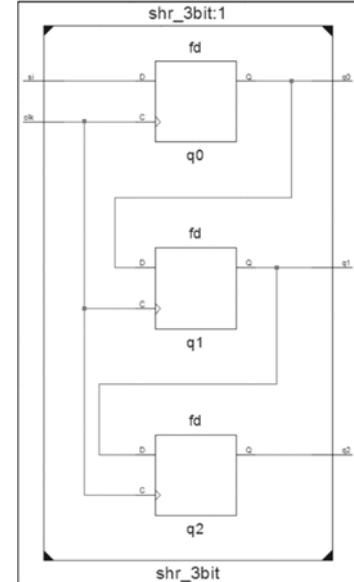 shr_3bit:1
fd
si D Q q0
clk C
q0
fd
D Q q1
C
q1
fd
D Q q2
C
q2
shr_3bit